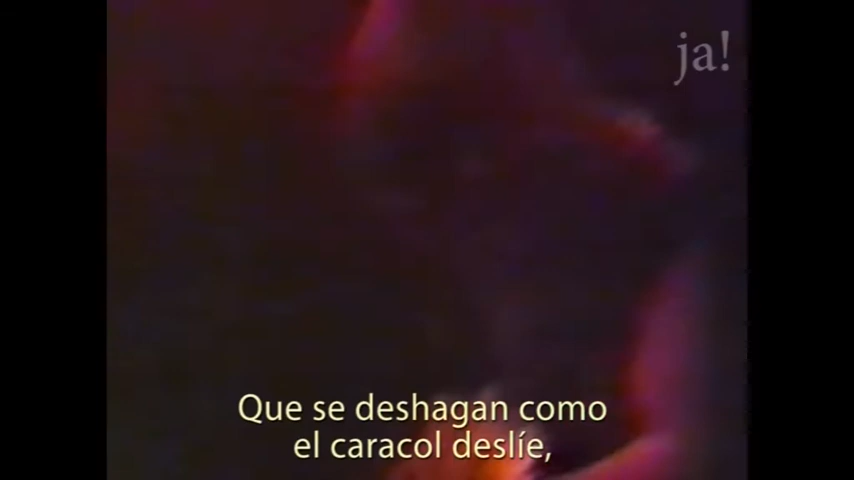 ja!
Que se deshagan como
el caracol deslíe,